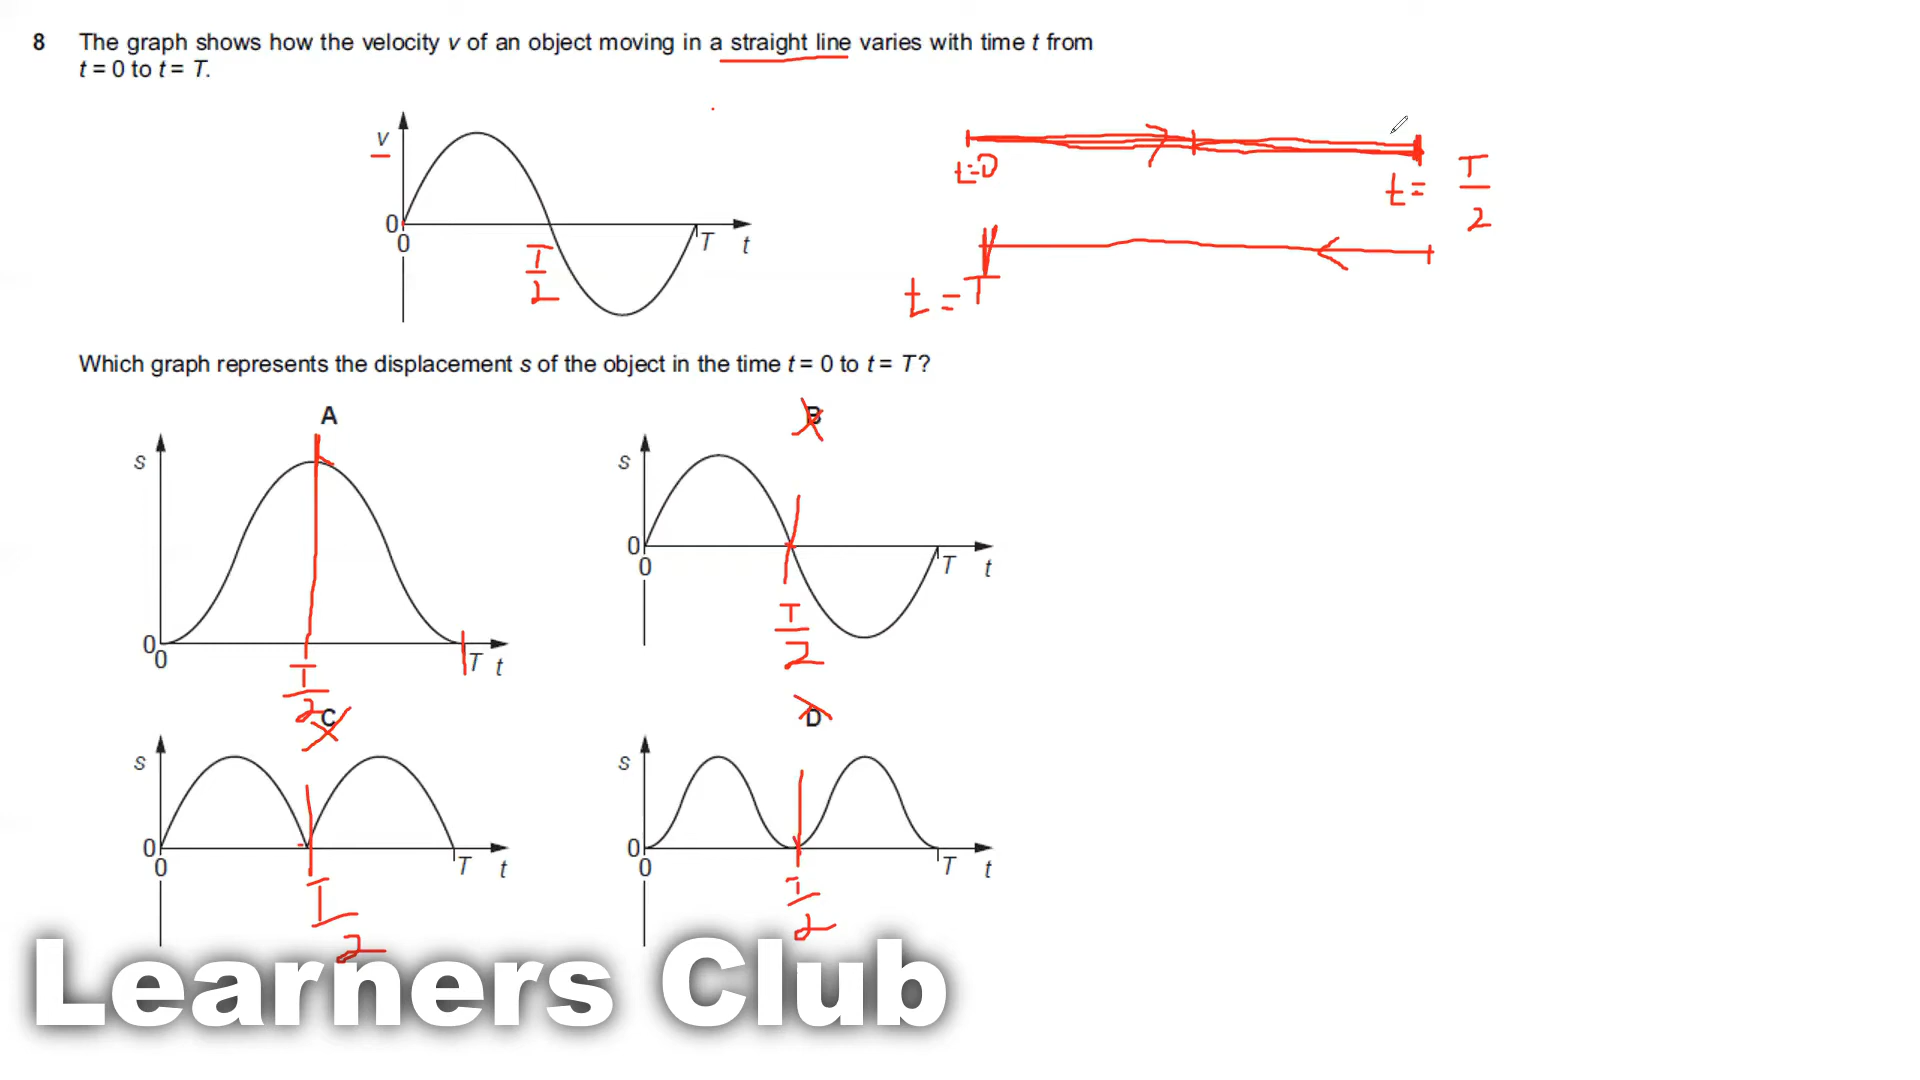 8 The graph shows how the velocity v of an object moving in a straight line varies with time t from
t = 0 to t = T.
v
0
0
T
t
T
2
t=0
t= T
2
t=T
Which graph represents the displacement s of the object in the time t = 0 to t = T?
A
s
0
0
T
t
T
2
B
s
0
0
T
t
T
2
C
s
0
0
T
t
T
2
D
s
0
0
T
t
T
2
Learners Club